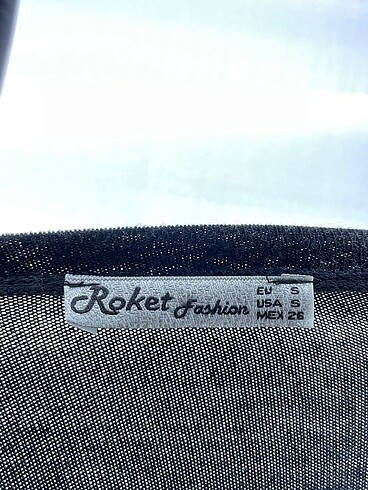 Roket Fashion
EU S
USA S
MEX 26